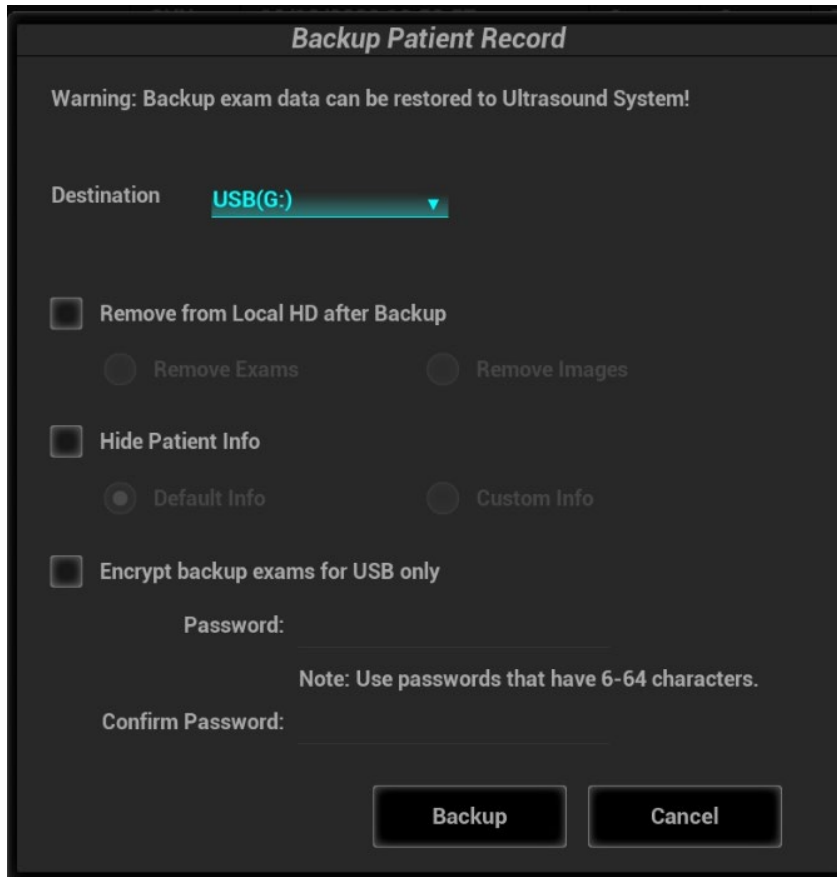 Backup Patient Record
Warning: Backup exam data can be restored to Ultrasound System!
Destination USB(G:)
Remove from Local HD after Backup
Remove Exams Remove Images
Hide Patient Info
Default Info Custom Info
Encrypt backup exams for USB only
Password:
Note: Use passwords that have 6-64 characters.
Confirm Password:
Backup Cancel